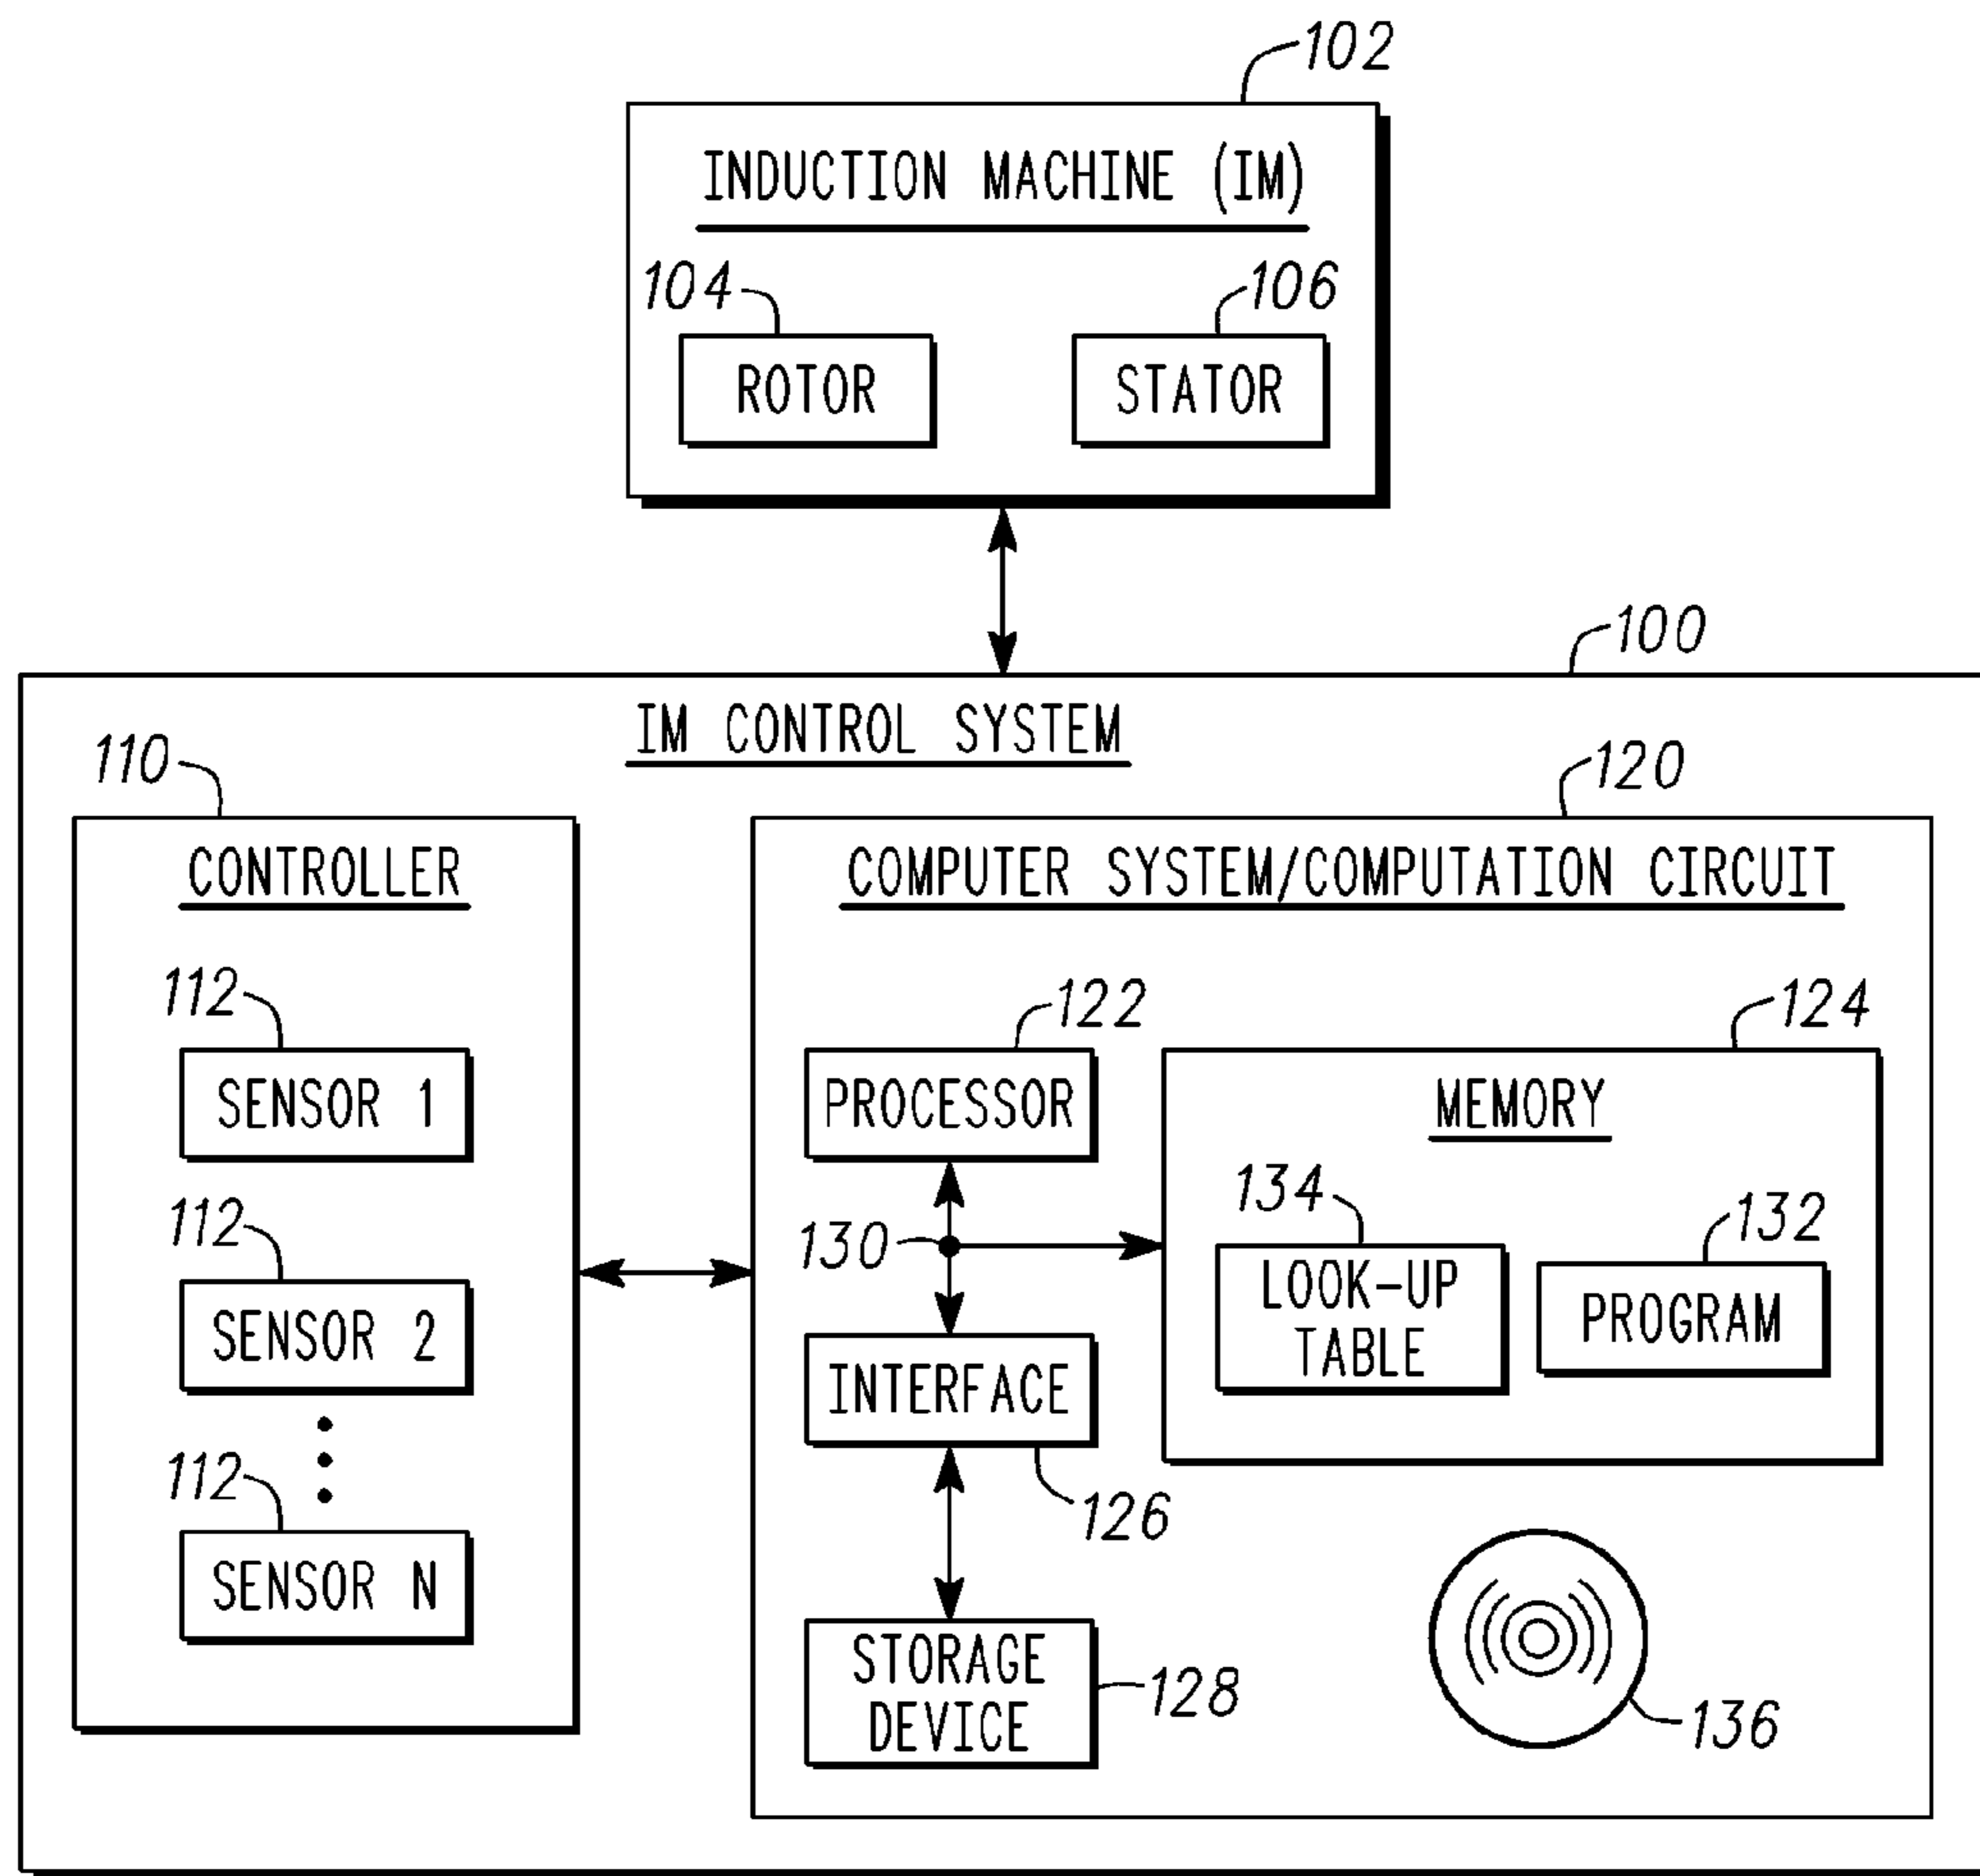 102
INDUCTION MACHINE (IM)
104
106
ROTOR
STATOR
100
IM CONTROL SYSTEM
110
120
CONTROLLER
COMPUTER SYSTEM/COMPUTATION CIRCUIT
112
SENSOR 1
112
SENSOR 2
112
SENSOR N
122
PROCESSOR
124
MEMORY
134
LOOK-UP
TABLE
132
PROGRAM
130
INTERFACE
126
STORAGE
DEVICE
128
136